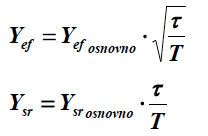 Y_ef = Y_ef osnovno · √(τ/T)
Y_sr = Y_sr osnovno · τ/T